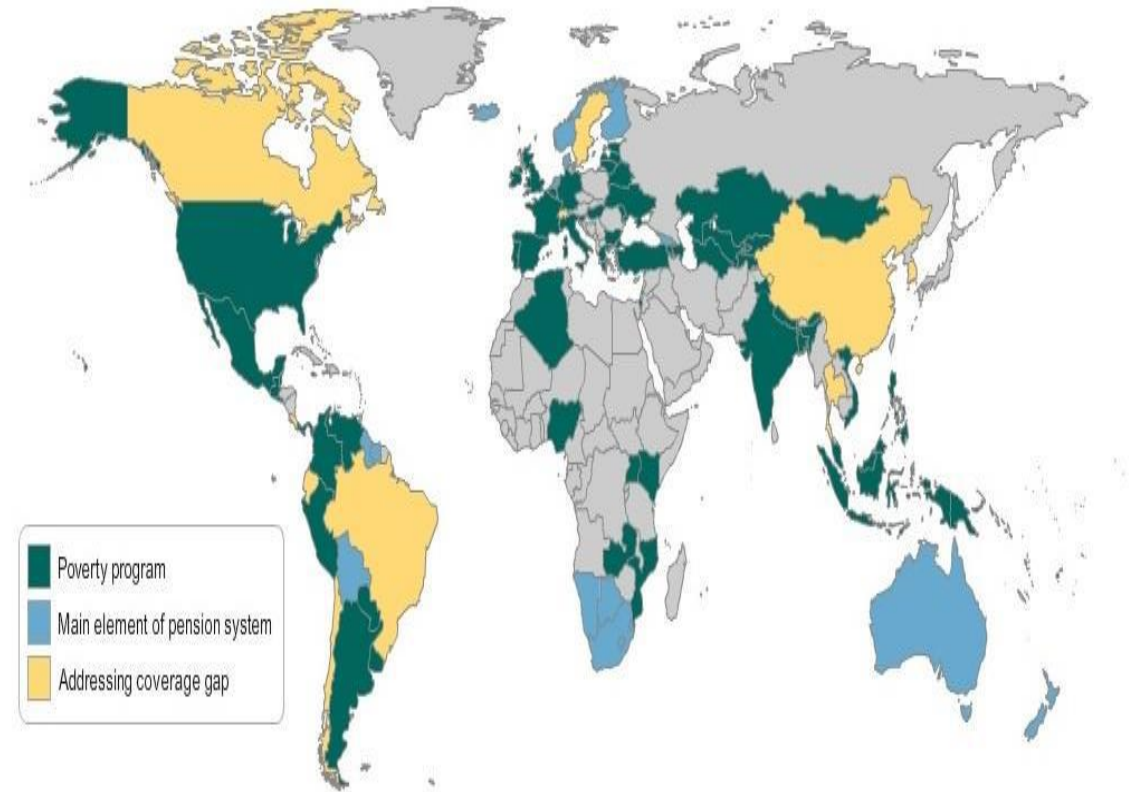 Poverty program
Main element of pension system
Addressing coverage gap